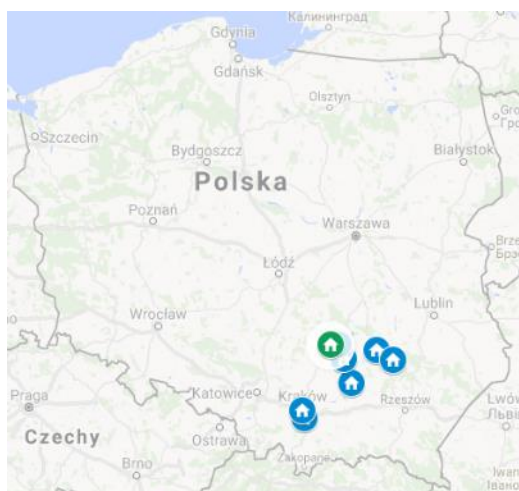 Калининград
Gdynia
Gdańsk
Olsztyn
Szczecin
Bydgoszcz
Białystok
Polska
Poznań
Warszawa
Łódź
Lublin
Wrocław
Katowice
Kraków
Rzeszów
Praga
Ostrawa
Czechy
Zakopane
Brno